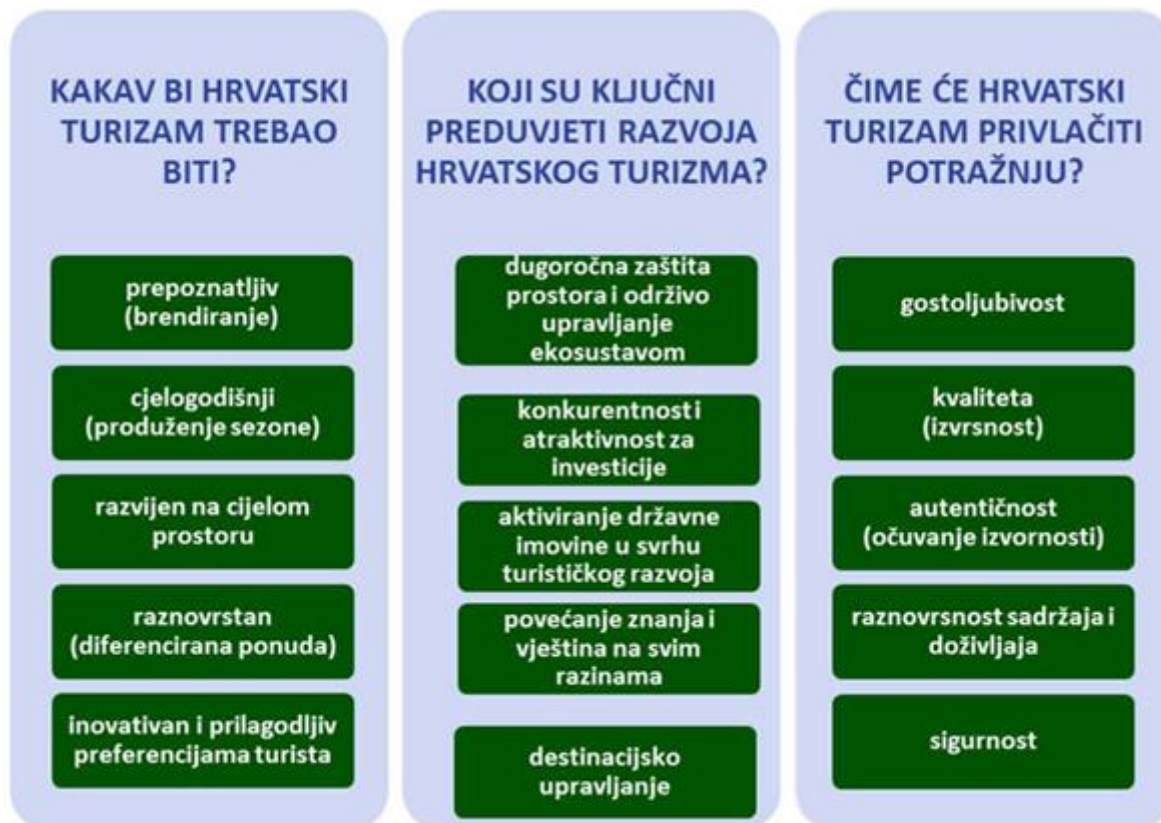 KAKAV BI HRVATSKI
TURIZAM TREBAO
BITI?
prepoznatljiv
(brendiranje)
cjelogodišnji
(produženje sezone)
razvijen na cijelom
prostoru
raznovrstan
(diferencirana ponuda)
inovativan i prilagodljiv
preferencijama turista
KOJI SU KLJUČNI
PREDUVJETI RAZVOJA
HRVATSKOG TURIZMA?
dugoročna zaštita
prostora i održivo
upravljanje
ekosustavom
konkurentnost i
atraktivnost za
investicije
aktiviranje državne
imovine u svrhu
turističkog razvoja
povećanje znanja i
vještina na svim
razinama
destinacijsko
upravljanje
ČIME ĆE HRVATSKI
TURIZAM PRIVLAČITI
POTRAŽNJU?
gostoljubivost
kvaliteta
(izvrsnost)
autentičnost
(očuvanje izvornosti)
raznovrsnost sadržaja i
doživljaja
sigurnost